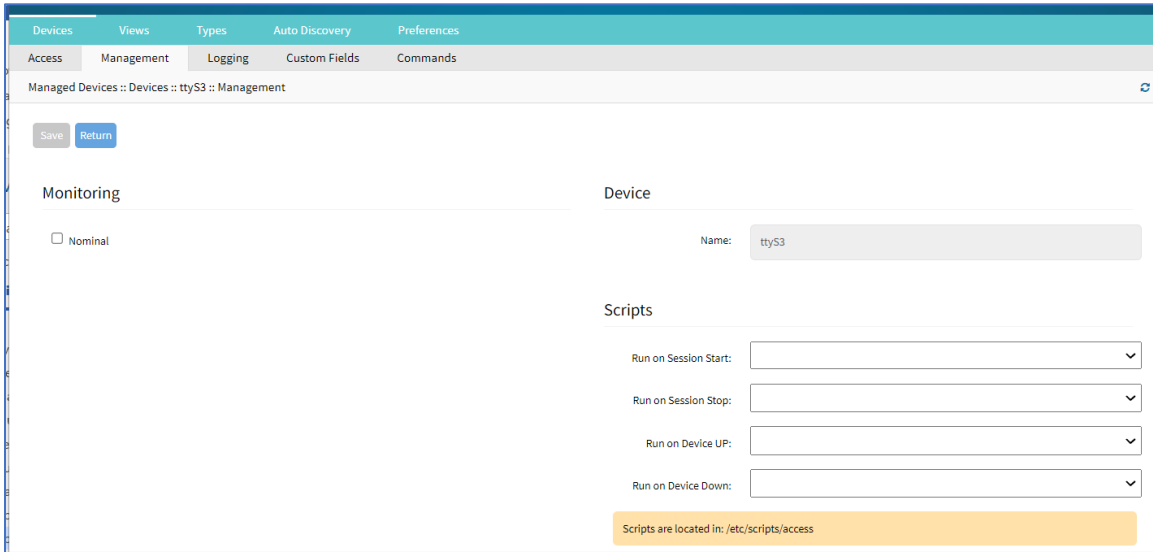 Devices Views Types Auto Discovery Preferences
Access Management Logging Custom Fields Commands
Managed Devices :: Devices :: ttyS3 :: Management
Save Return
Monitoring
Nominal
Device
Name: ttyS3
Scripts
Run on Session Start:
Run on Session Stop:
Run on Device UP:
Run on Device Down:
Scripts are located in: /etc/scripts/access